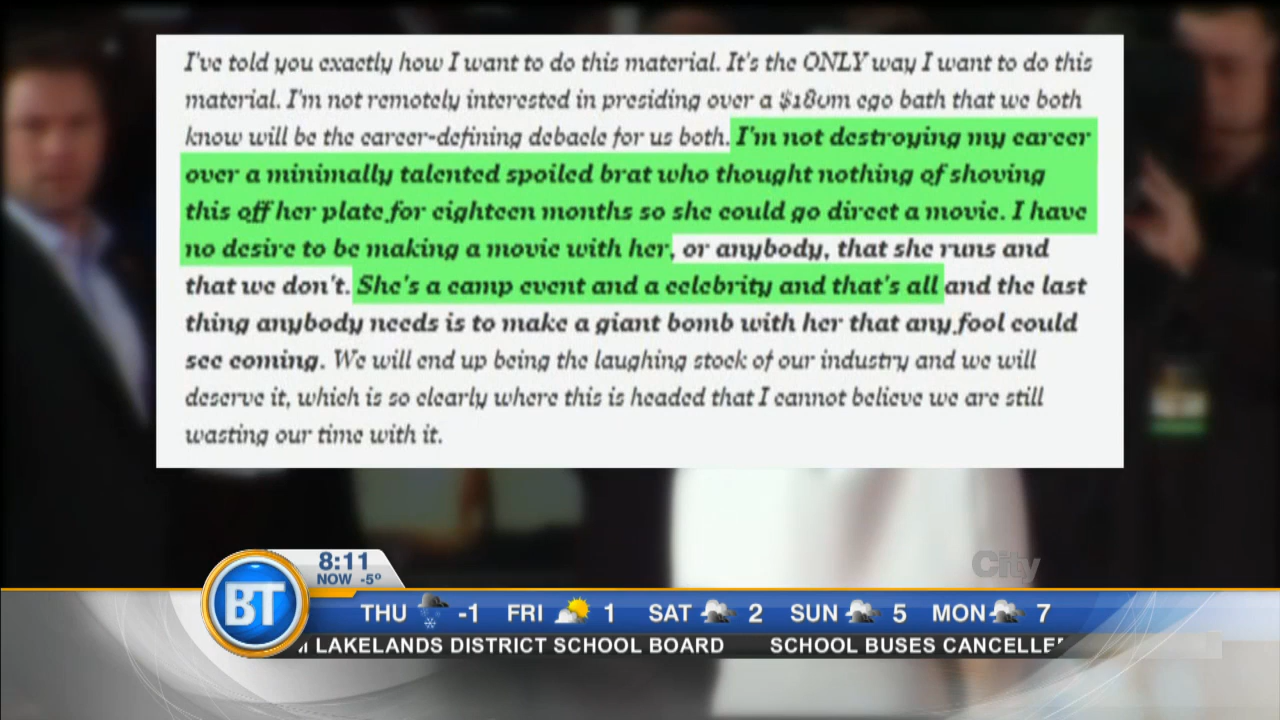 I've told you exactly how I want to do this material. It's the ONLY way I want to do this
material. I'm not remotely interested in presiding over a $180m ego bath that we both
know will be the career-defining debacle for us both. I'm not destroying my career
over a minimally talented spoiled brat who thought nothing of shoving
this off her plate for eighteen months so she could go direct a movie. I have
no desire to be making a movie with her, or anybody, that she runs and
that we don't. She's a camp event and a celebrity and that's all and the last
thing anybody needs is to make a giant bomb with her that any fool could
see coming. We will end up being the laughing stock of our industry and we will
deserve it, which is so clearly where this is headed that I cannot believe we are still
wasting our time with it.
City
8:11
NOW -5°
BT
THU -1 FRI 1 SAT 2 SUN 5 MON 7
LAKELANDS DISTRICT SCHOOL BOARD SCHOOL BUSES CANCELLE